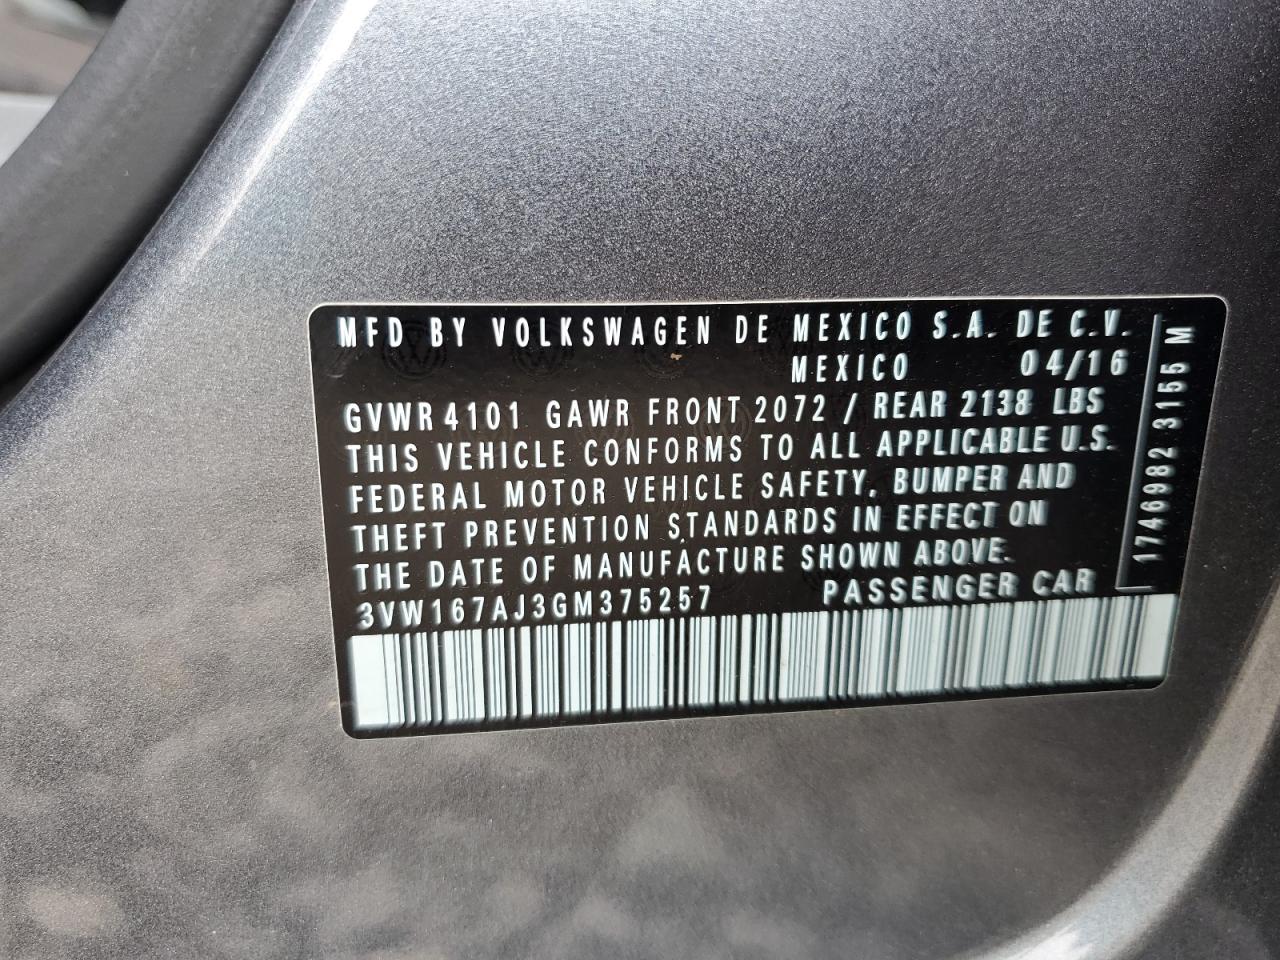 MFD BY VOLKSWAGEN DE MEXICO S.A. DE C.V.
MEXICO 04/16
GVWR 4101 GAWR FRONT 2072 / REAR 2138 LBS
THIS VEHICLE CONFORMS TO ALL APPLICABLE U.S.
FEDERAL MOTOR VEHICLE SAFETY, BUMPER AND
THEFT PREVENTION STANDARDS IN EFFECT ON
THE DATE OF MANUFACTURE SHOWN ABOVE.
3VW167AJ3GM375257 PASSENGER CAR
1746982 3155 M